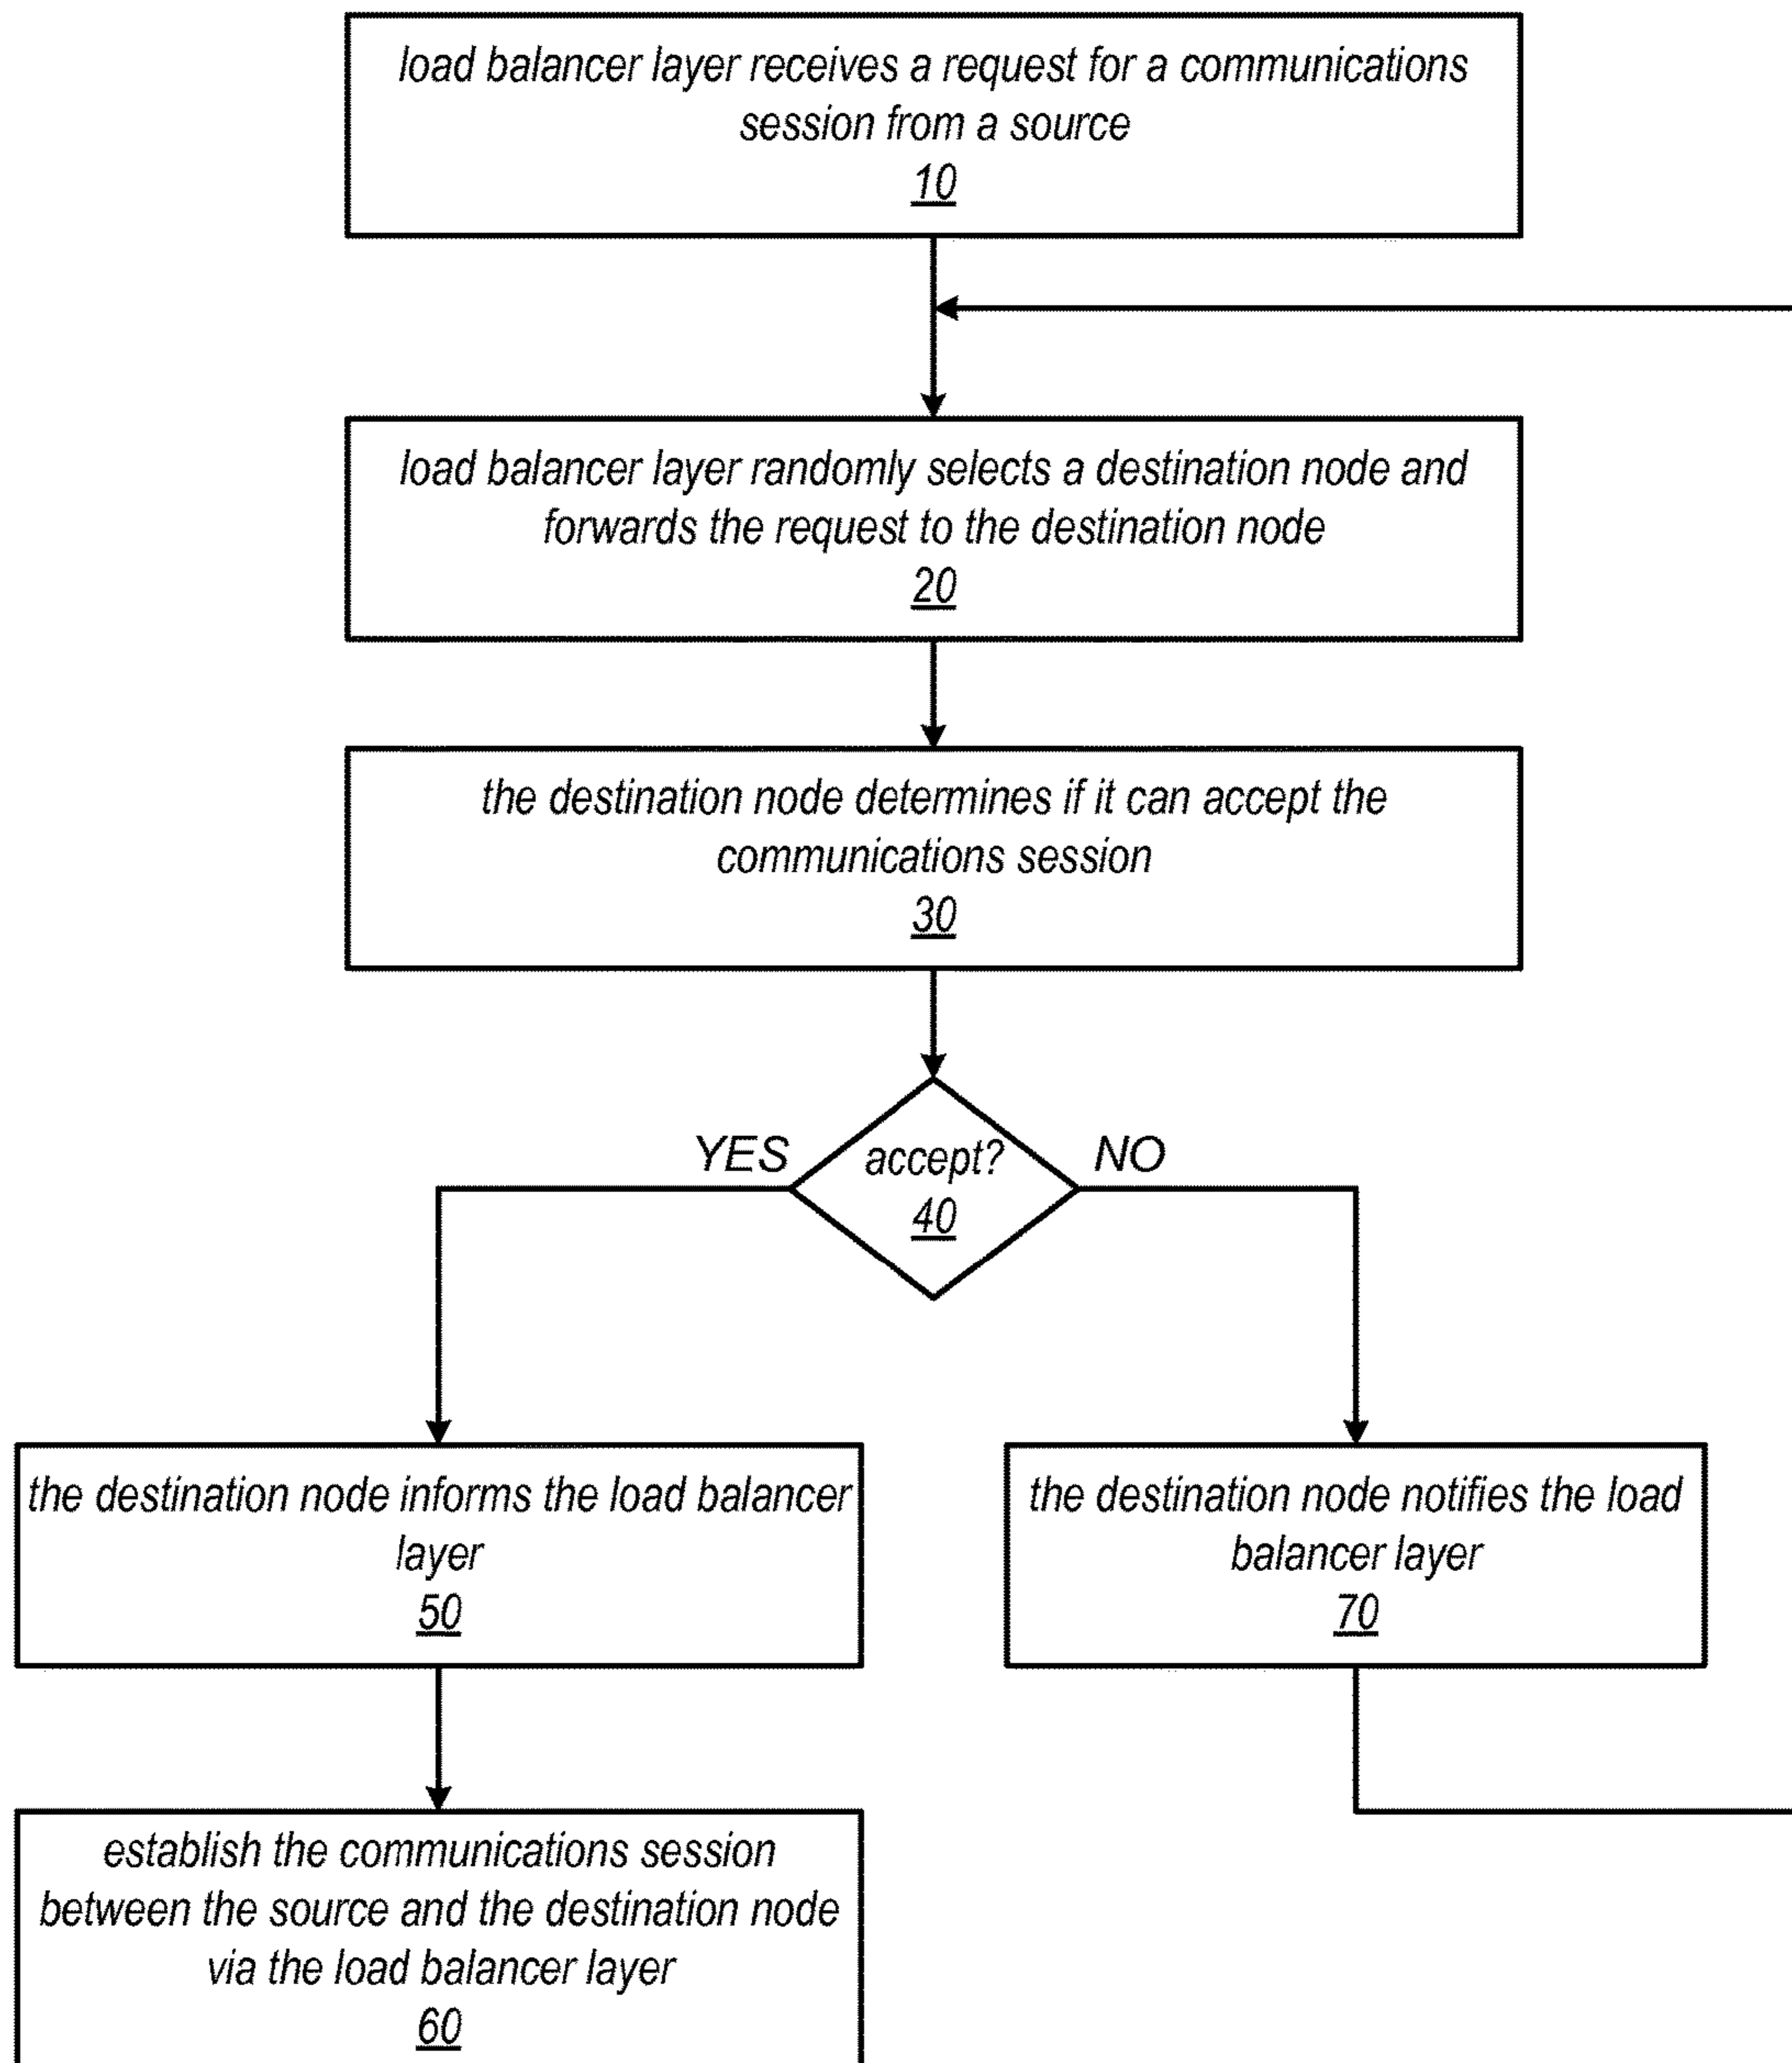 load balancer layer receives a request for a communications
session from a source
10
load balancer layer randomly selects a destination node and
forwards the request to the destination node
20
the destination node determines if it can accept the
communications session
30
YES
accept?
NO
40
the destination node informs the load balancer
layer
50
the destination node notifies the load
balancer layer
70
establish the communications session
between the source and the destination node
via the load balancer layer
60